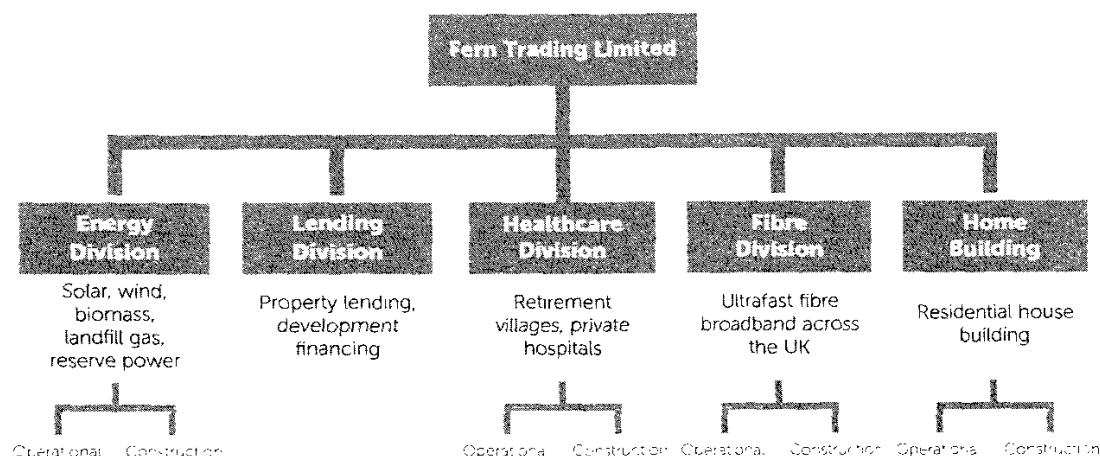 Fern Trading Limited
Energy
Division
Lending
Division
Healthcare
Division
Fibre
Division
Home
Building
Solar, wind,
biomass,
landfill gas,
reserve power
Property lending,
development
financing
Retirement
villages, private
hospitals
Ultrafast fibre
broadband across
the UK
Residential house
building
Operational Construction Operational Construction Operational Construction Operational Construction